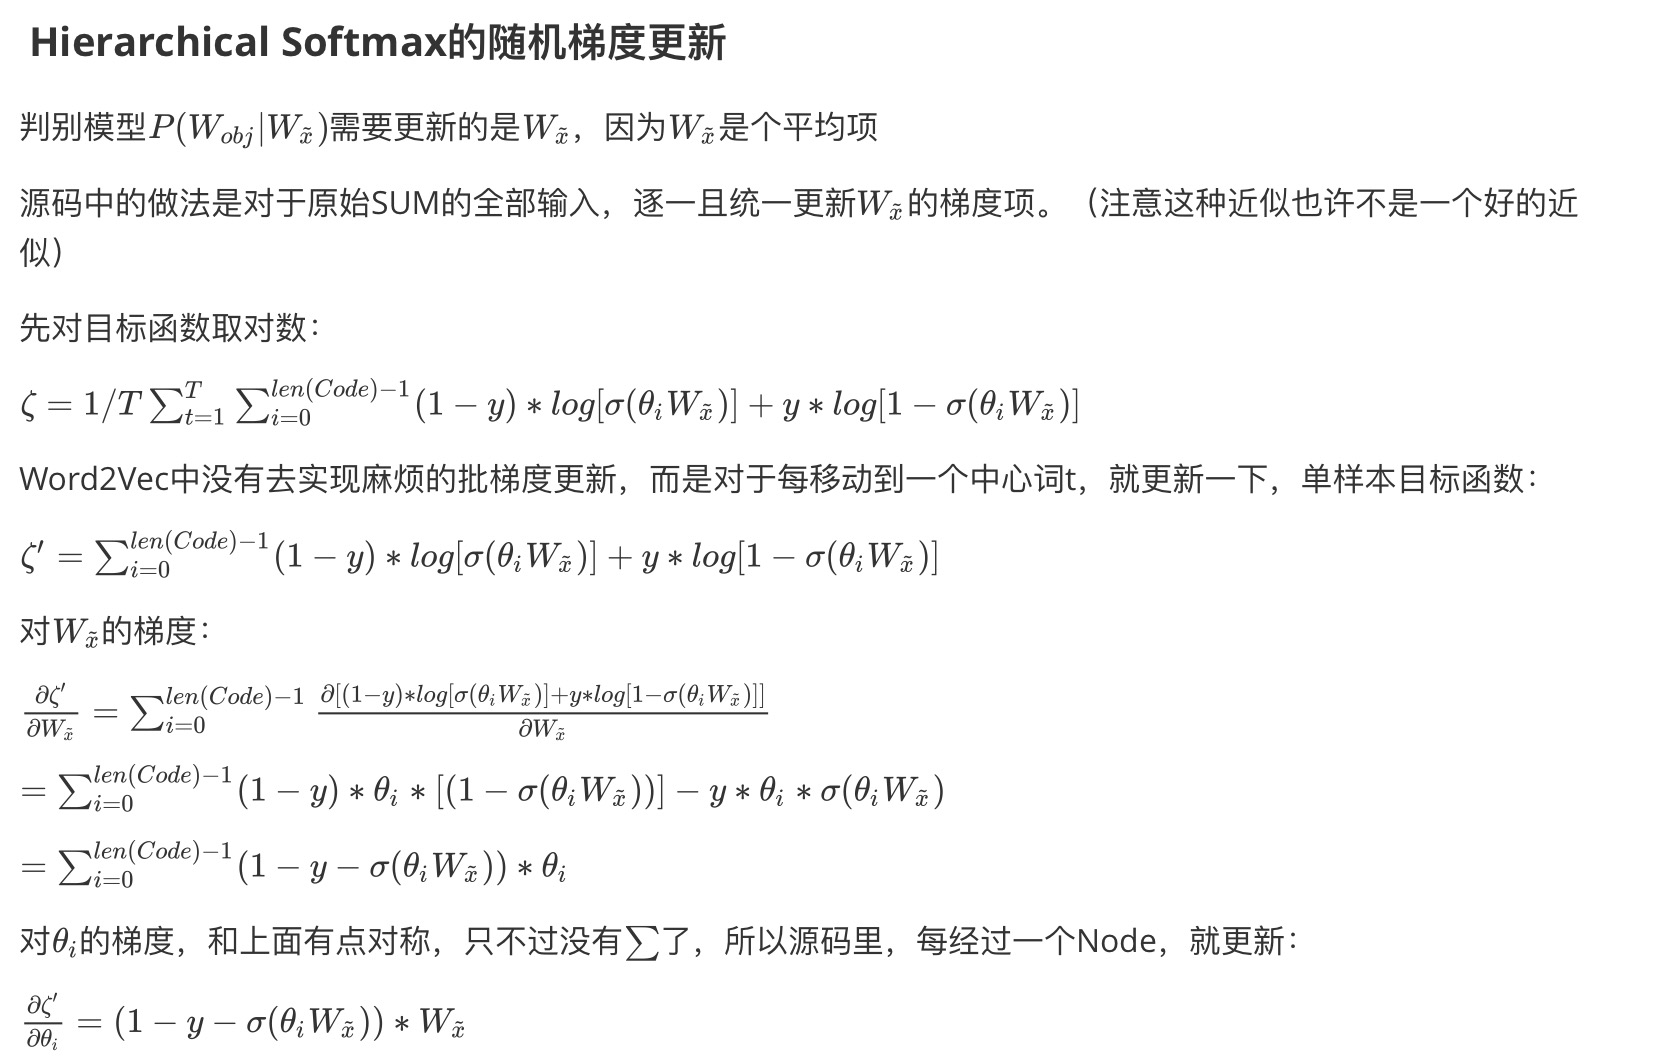 Hierarchical Softmax的随机梯度更新
判别模型$P(W_{obj}|W_{\tilde{x}})$需要更新的是$W_{\tilde{x}}$，因为$W_{\tilde{x}}$是个平均项
源码中的做法是对于原始SUM的全部输入，逐一且统一更新$W_{\tilde{x}}$的梯度项。（注意这种近似也许不是一个好的近
似）
先对目标函数取对数：
$\zeta = 1/T \sum_{t=1}^{T} \sum_{i=0}^{len(Code)-1} (1-y) * log[\sigma(\theta_i W_{\tilde{x}})] + y * log[1-\sigma(\theta_i W_{\tilde{x}})]$
Word2Vec中没有去实现麻烦的批梯度更新，而是对于每移动到一个中心词t，就更新一下，单样本目标函数：
$\zeta' = \sum_{i=0}^{len(Code)-1} (1-y) * log[\sigma(\theta_i W_{\tilde{x}})] + y * log[1-\sigma(\theta_i W_{\tilde{x}})]$
对$W_{\tilde{x}}$的梯度：
$\frac{\partial \zeta'}{\partial W_{\tilde{x}}} = \sum_{i=0}^{len(Code)-1} \frac{\partial [(1-y)*log[\sigma(\theta_i W_{\tilde{x}})]+y*log[1-\sigma(\theta_i W_{\tilde{x}})]]}{\partial W_{\tilde{x}}}$
$= \sum_{i=0}^{len(Code)-1} (1-y) * \theta_i * [(1-\sigma(\theta_i W_{\tilde{x}}))] - y * \theta_i * \sigma(\theta_i W_{\tilde{x}})$
$= \sum_{i=0}^{len(Code)-1} (1-y-\sigma(\theta_i W_{\tilde{x}})) * \theta_i$
对$\theta_i$的梯度，和上面有点对称，只不过没有$\sum$了，所以源码里，每经过一个Node，就更新：
$\frac{\partial \zeta'}{\partial \theta_i} = (1-y-\sigma(\theta_i W_{\tilde{x}})) * W_{\tilde{x}}$